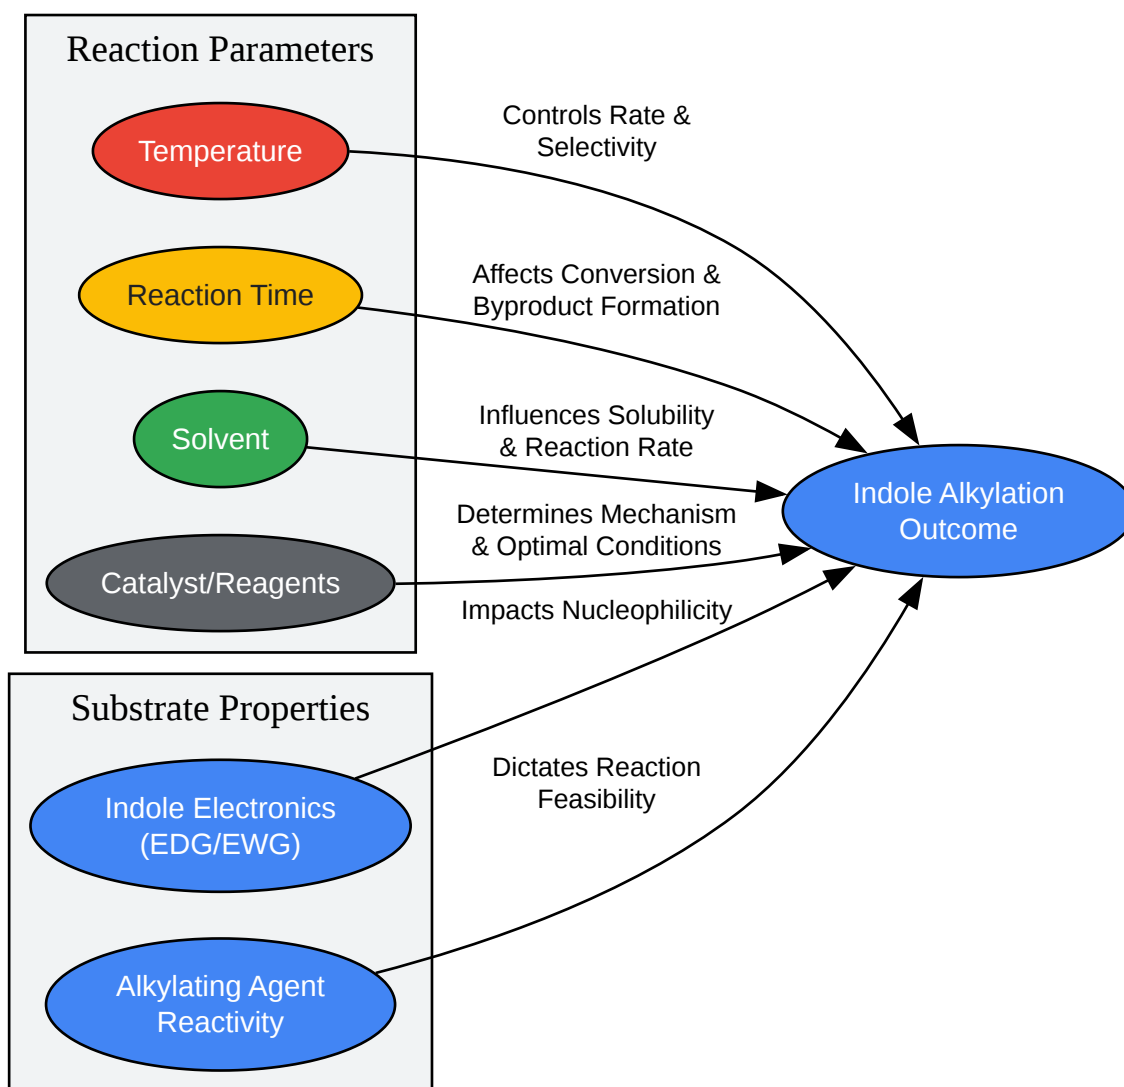 Reaction Parameters
Temperature
Controls Rate &
Selectivity
Reaction Time
Affects Conversion &
Byproduct Formation
Solvent
Influences Solubility
& Reaction Rate
Catalyst/Reagents
Determines Mechanism
& Optimal Conditions
Indole Alkylation
Outcome
Substrate Properties
Indole Electronics
(EDG/EWG)
Impacts Nucleophilicity
Alkylating Agent
Reactivity
Dictates Reaction
Feasibility